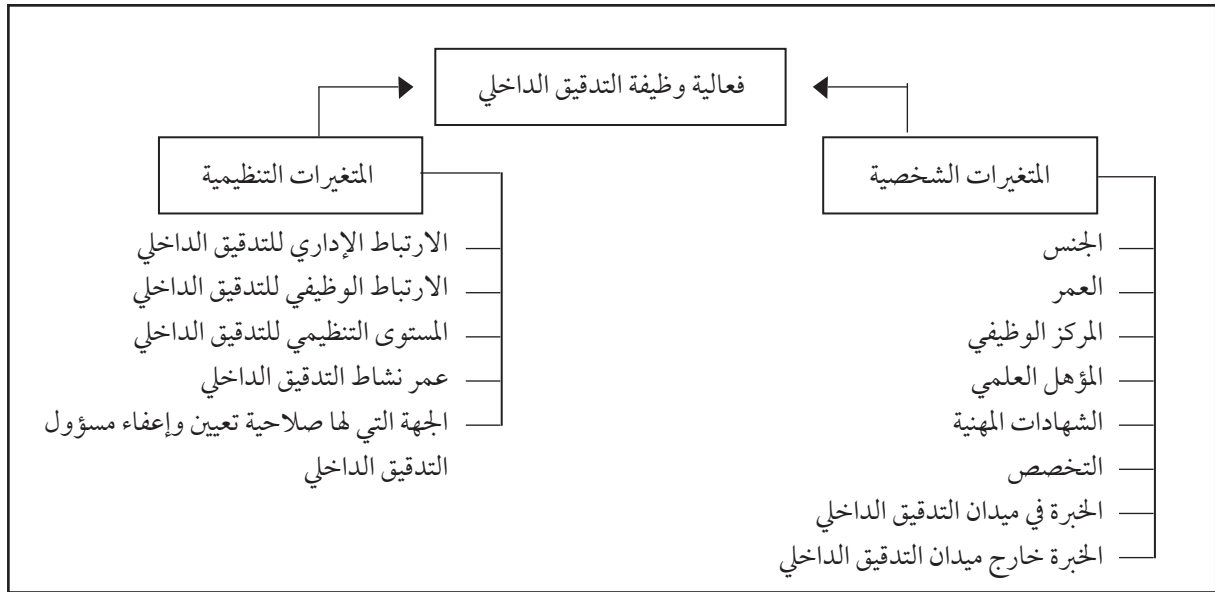 فعالية وظيفة التدقيق الداخلي
المتغيرات الشخصية
الجنس
العمر
المركز الوظيفي
المؤهل العلمي
الشهادات المهنية
التخصص
الخبرة في ميدان التدقيق الداخلي
الخبرة خارج ميدان التدقيق الداخلي
المتغيرات التنظيمية
الارتباط الإداري للتدقيق الداخلي
الارتباط الوظيفي للتدقيق الداخلي
المستوى التنظيمي للتدقيق الداخلي
عمر نشاط التدقيق الداخلي
الجهة التي لها صلاحية تعيين وإعفاء مسؤول
التدقيق الداخلي